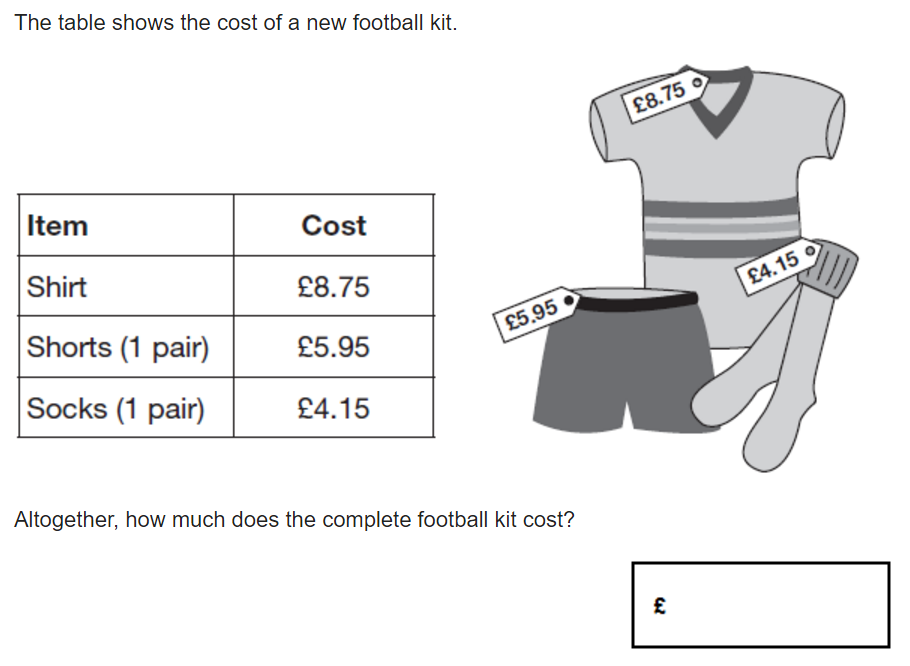 The table shows the cost of a new football kit.
£8.75
Item Cost
Shirt £8.75
Shorts (1 pair) £5.95
Socks (1 pair) £4.15
£4.15
£5.95
Altogether, how much does the complete football kit cost?
£